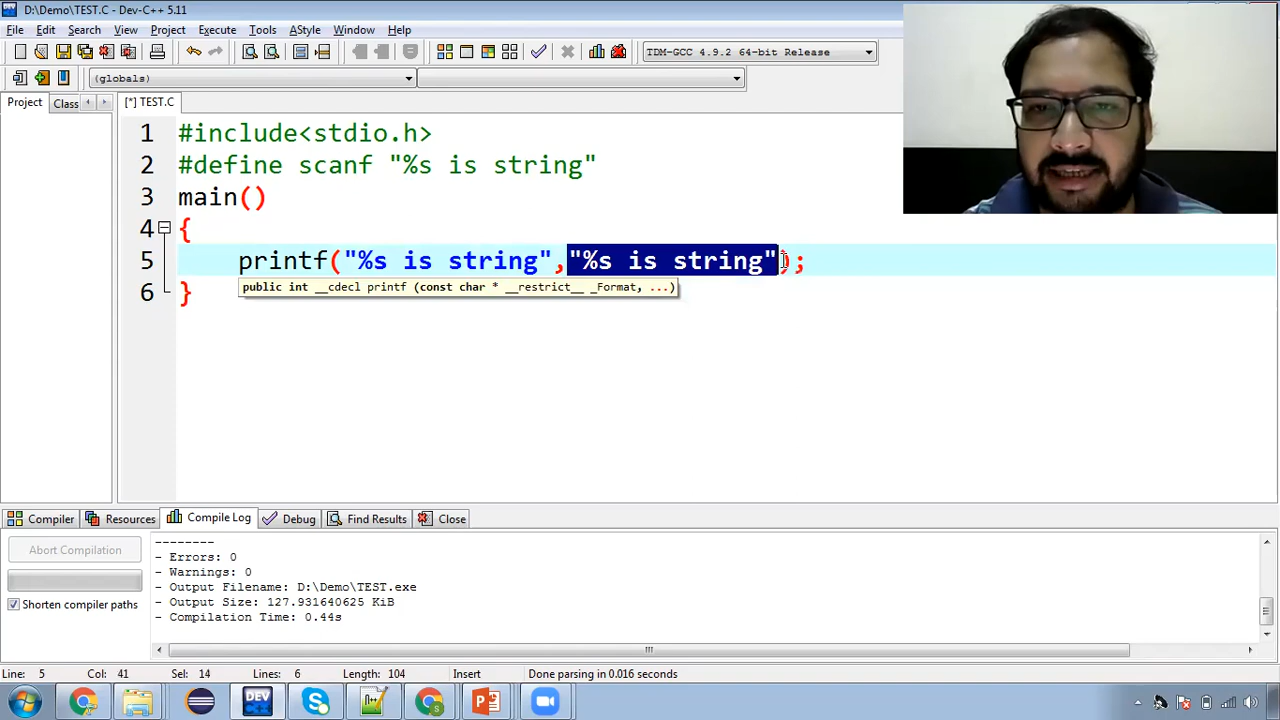 D:\Demo\TEST.C - Dev-C++ 5.11
File Edit Search View Project Execute Tools AStyle Window Help
TDM-GCC 4.9.2 64-bit Release
(globals)
Project Class [*] TEST.C
1 #include<stdio.h>
2 #define scanf "%s is string"
3 main()
4 {
5 printf("%s is string","%s is string");
public int __cdecl printf (const char * __restrict__ _Format, ...)
6 }
Compiler Resources Compile Log Debug Find Results Close
Abort Compilation
Shorten compiler paths
--------
- Errors: 0
- Warnings: 0
- Output Filename: D:\Demo\TEST.exe
- Output Size: 127.931640625 KiB
- Compilation Time: 0.44s
Line: 5 Col: 41 Sel: 14 Lines: 6 Length: 104 Insert Done parsing in 0.016 seconds
DEV